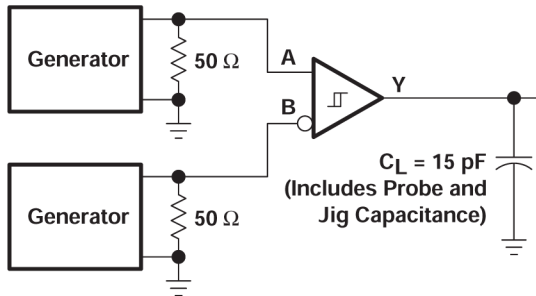 Generator
50 Ω
A
B
Y
C_L = 15 pF
(Includes Probe and
Jig Capacitance)
Generator
50 Ω